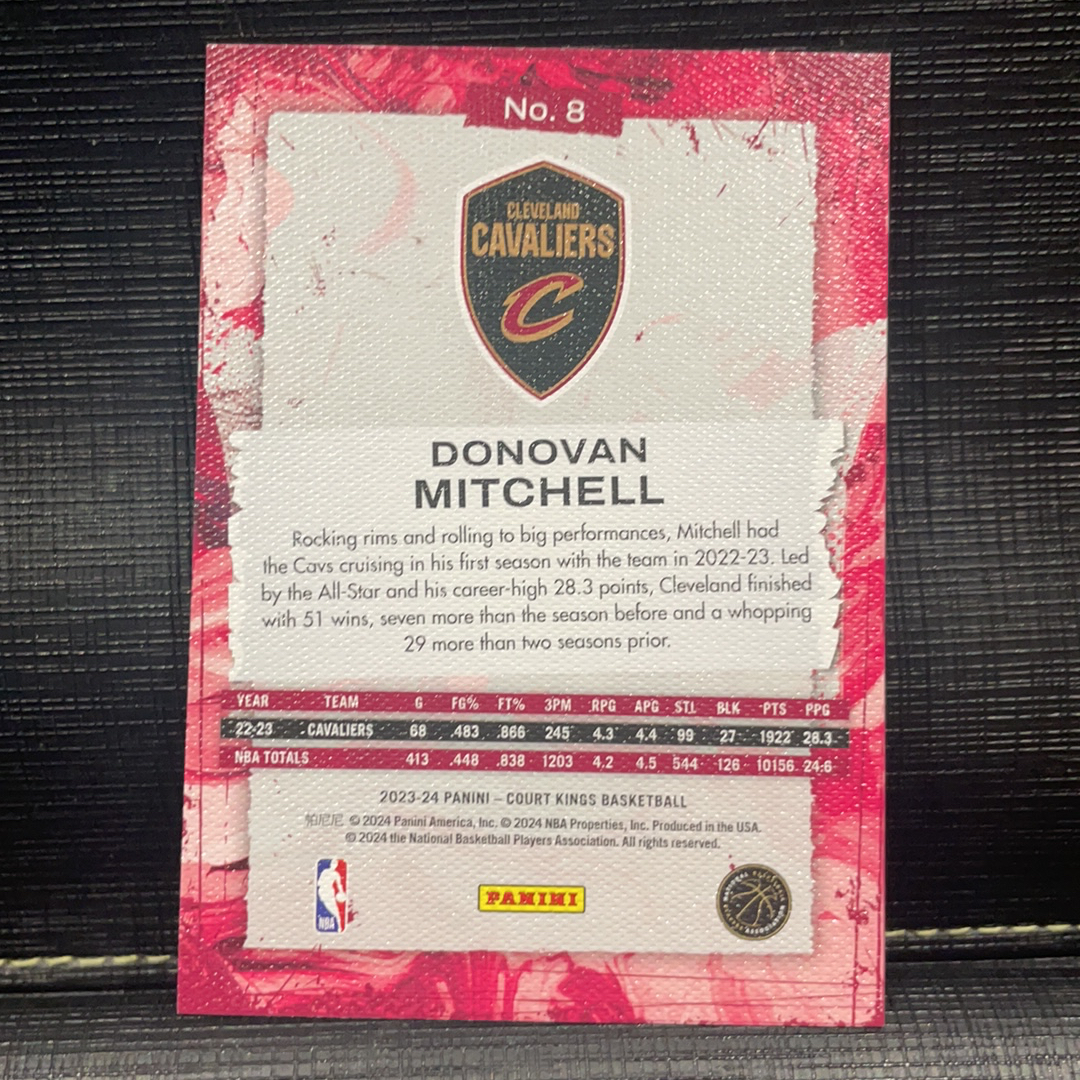 No. 8
CLEVELAND
CAVALIERS
C
DONOVAN
MITCHELL
Rocking rims and rolling to big performances, Mitchell had
the Cavs cruising in his first season with the team in 2022-23. Led
by the All-Star and his career-high 28.3 points, Cleveland finished
with 51 wins, seven more than the season before and a whopping
29 more than two seasons prior.
YEAR TEAM G FG% FT% 3PM RPG APG STL BLK PTS PPG
22-23 CAVALIERS 68 .483 .866 245 4.3 4.4 99 27 1922 28.3
NBA TOTALS 413 .448 .838 1203 4.2 4.5 544 126 10156 24.6
2023-24 PANINI – COURT KINGS BASKETBALL
帕尼尼 © 2024 Panini America, Inc. © 2024 NBA Properties, Inc. Produced in the USA.
© 2024 the National Basketball Players Association. All rights reserved.
NBA
PANINI